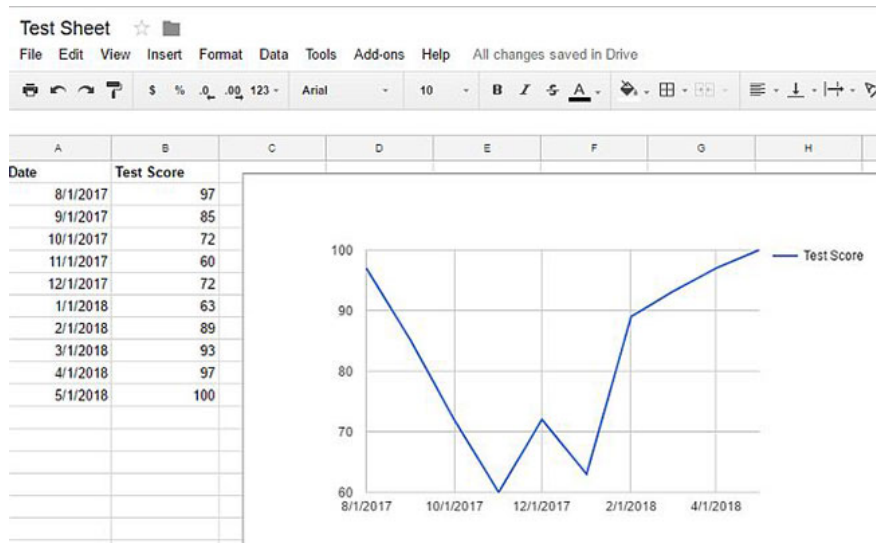 Test Sheet
File Edit View Insert Format Data Tools Add-ons Help All changes saved in Drive
$ % .0 .00 123 Arial 10 B I S A
A B C D E F G H
Date Test Score
8/1/2017 97
9/1/2017 85
10/1/2017 72
11/1/2017 60
12/1/2017 72
1/1/2018 63
2/1/2018 89
3/1/2018 93
4/1/2018 97
5/1/2018 100
100
90
80
70
60
8/1/2017 10/1/2017 12/1/2017 2/1/2018 4/1/2018
Test Score